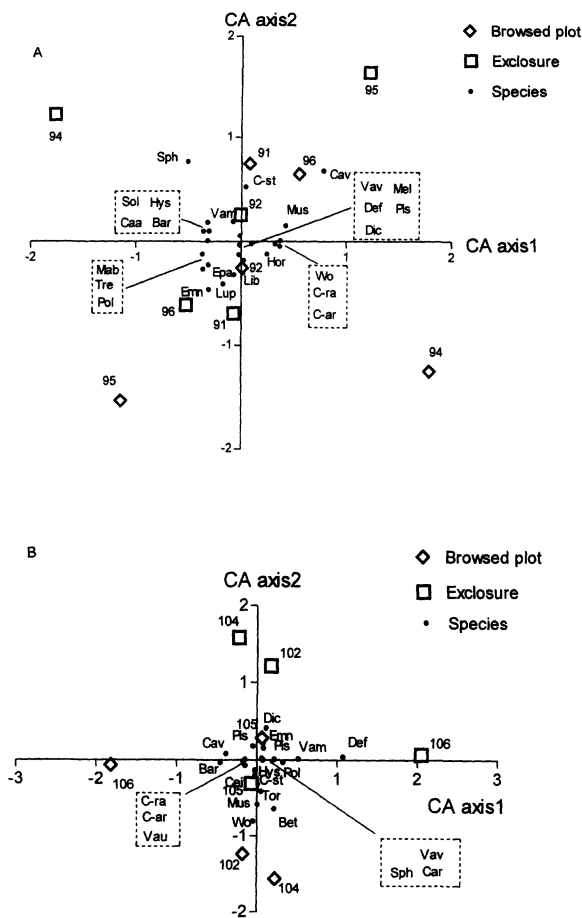 CA axis2
2
Browsed plot
A
Exclosure
95
Species
94
1
91
96
Sph
Cav
C-st
Sol Hys
Caa Bar
Vam
92
Mus
Vav Mel
Def Pls
Dic
-2
-1
1
2
CA axis1
Mab
Tre
Pol
Epa
92
Hor
Lib
Wo
C-ra
C-ar
Emn
Lup
96
91
-1
94
95
-2
B
Browsed plot
CA axis2
Exclosure
2
Species
104
102
1
Dic
105
Emn
Pls
Pls
Cav
Vam
Def
106
-3
-2
-1
1
2
3
Bar
Hys
Pol
106
Cai
C-st
CA axis1
105
Tor
C-ra
C-ar
Vau
Mus
Wo
Bet
-1
Vav
Sph Car
102
104
-2